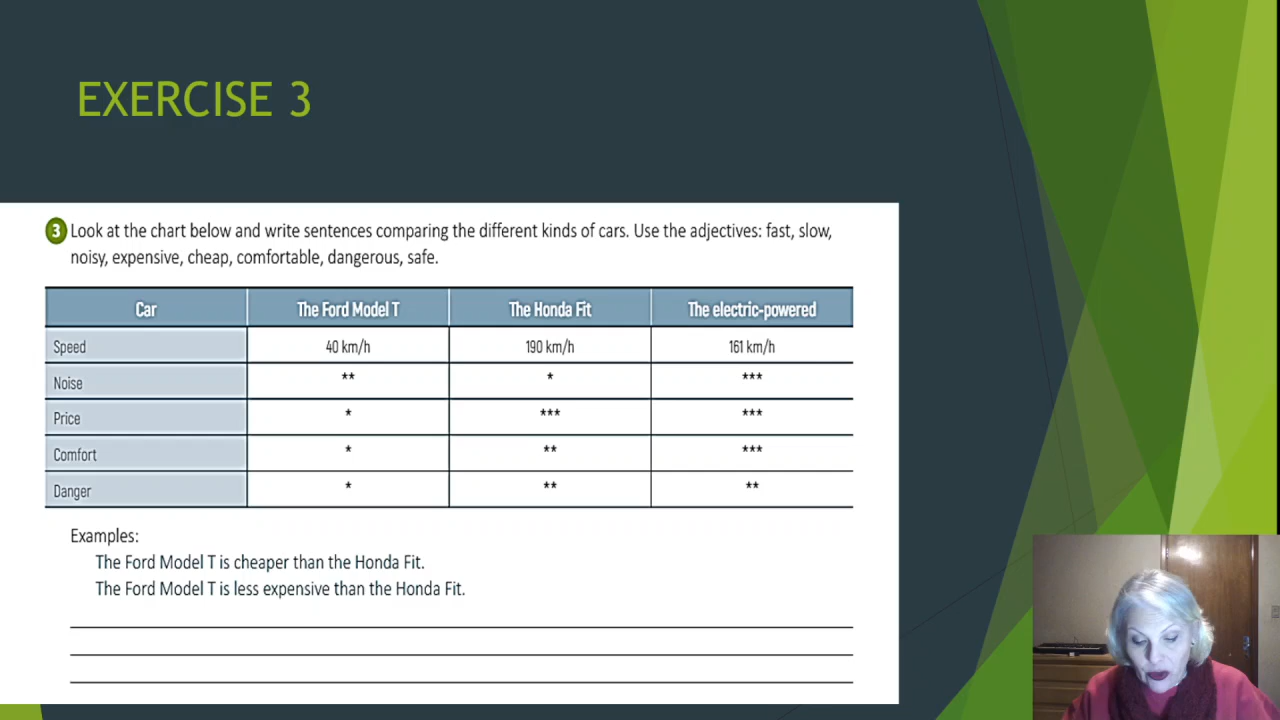 EXERCISE 3
3 Look at the chart below and write sentences comparing the different kinds of cars. Use the adjectives: fast, slow,
noisy, expensive, cheap, comfortable, dangerous, safe.
Car The Ford Model T The Honda Fit The electric-powered
Speed 40 km/h 190 km/h 161 km/h
Noise ** * ***
Price * *** ***
Comfort * ** ***
Danger * ** **
Examples:
The Ford Model T is cheaper than the Honda Fit.
The Ford Model T is less expensive than the Honda Fit.